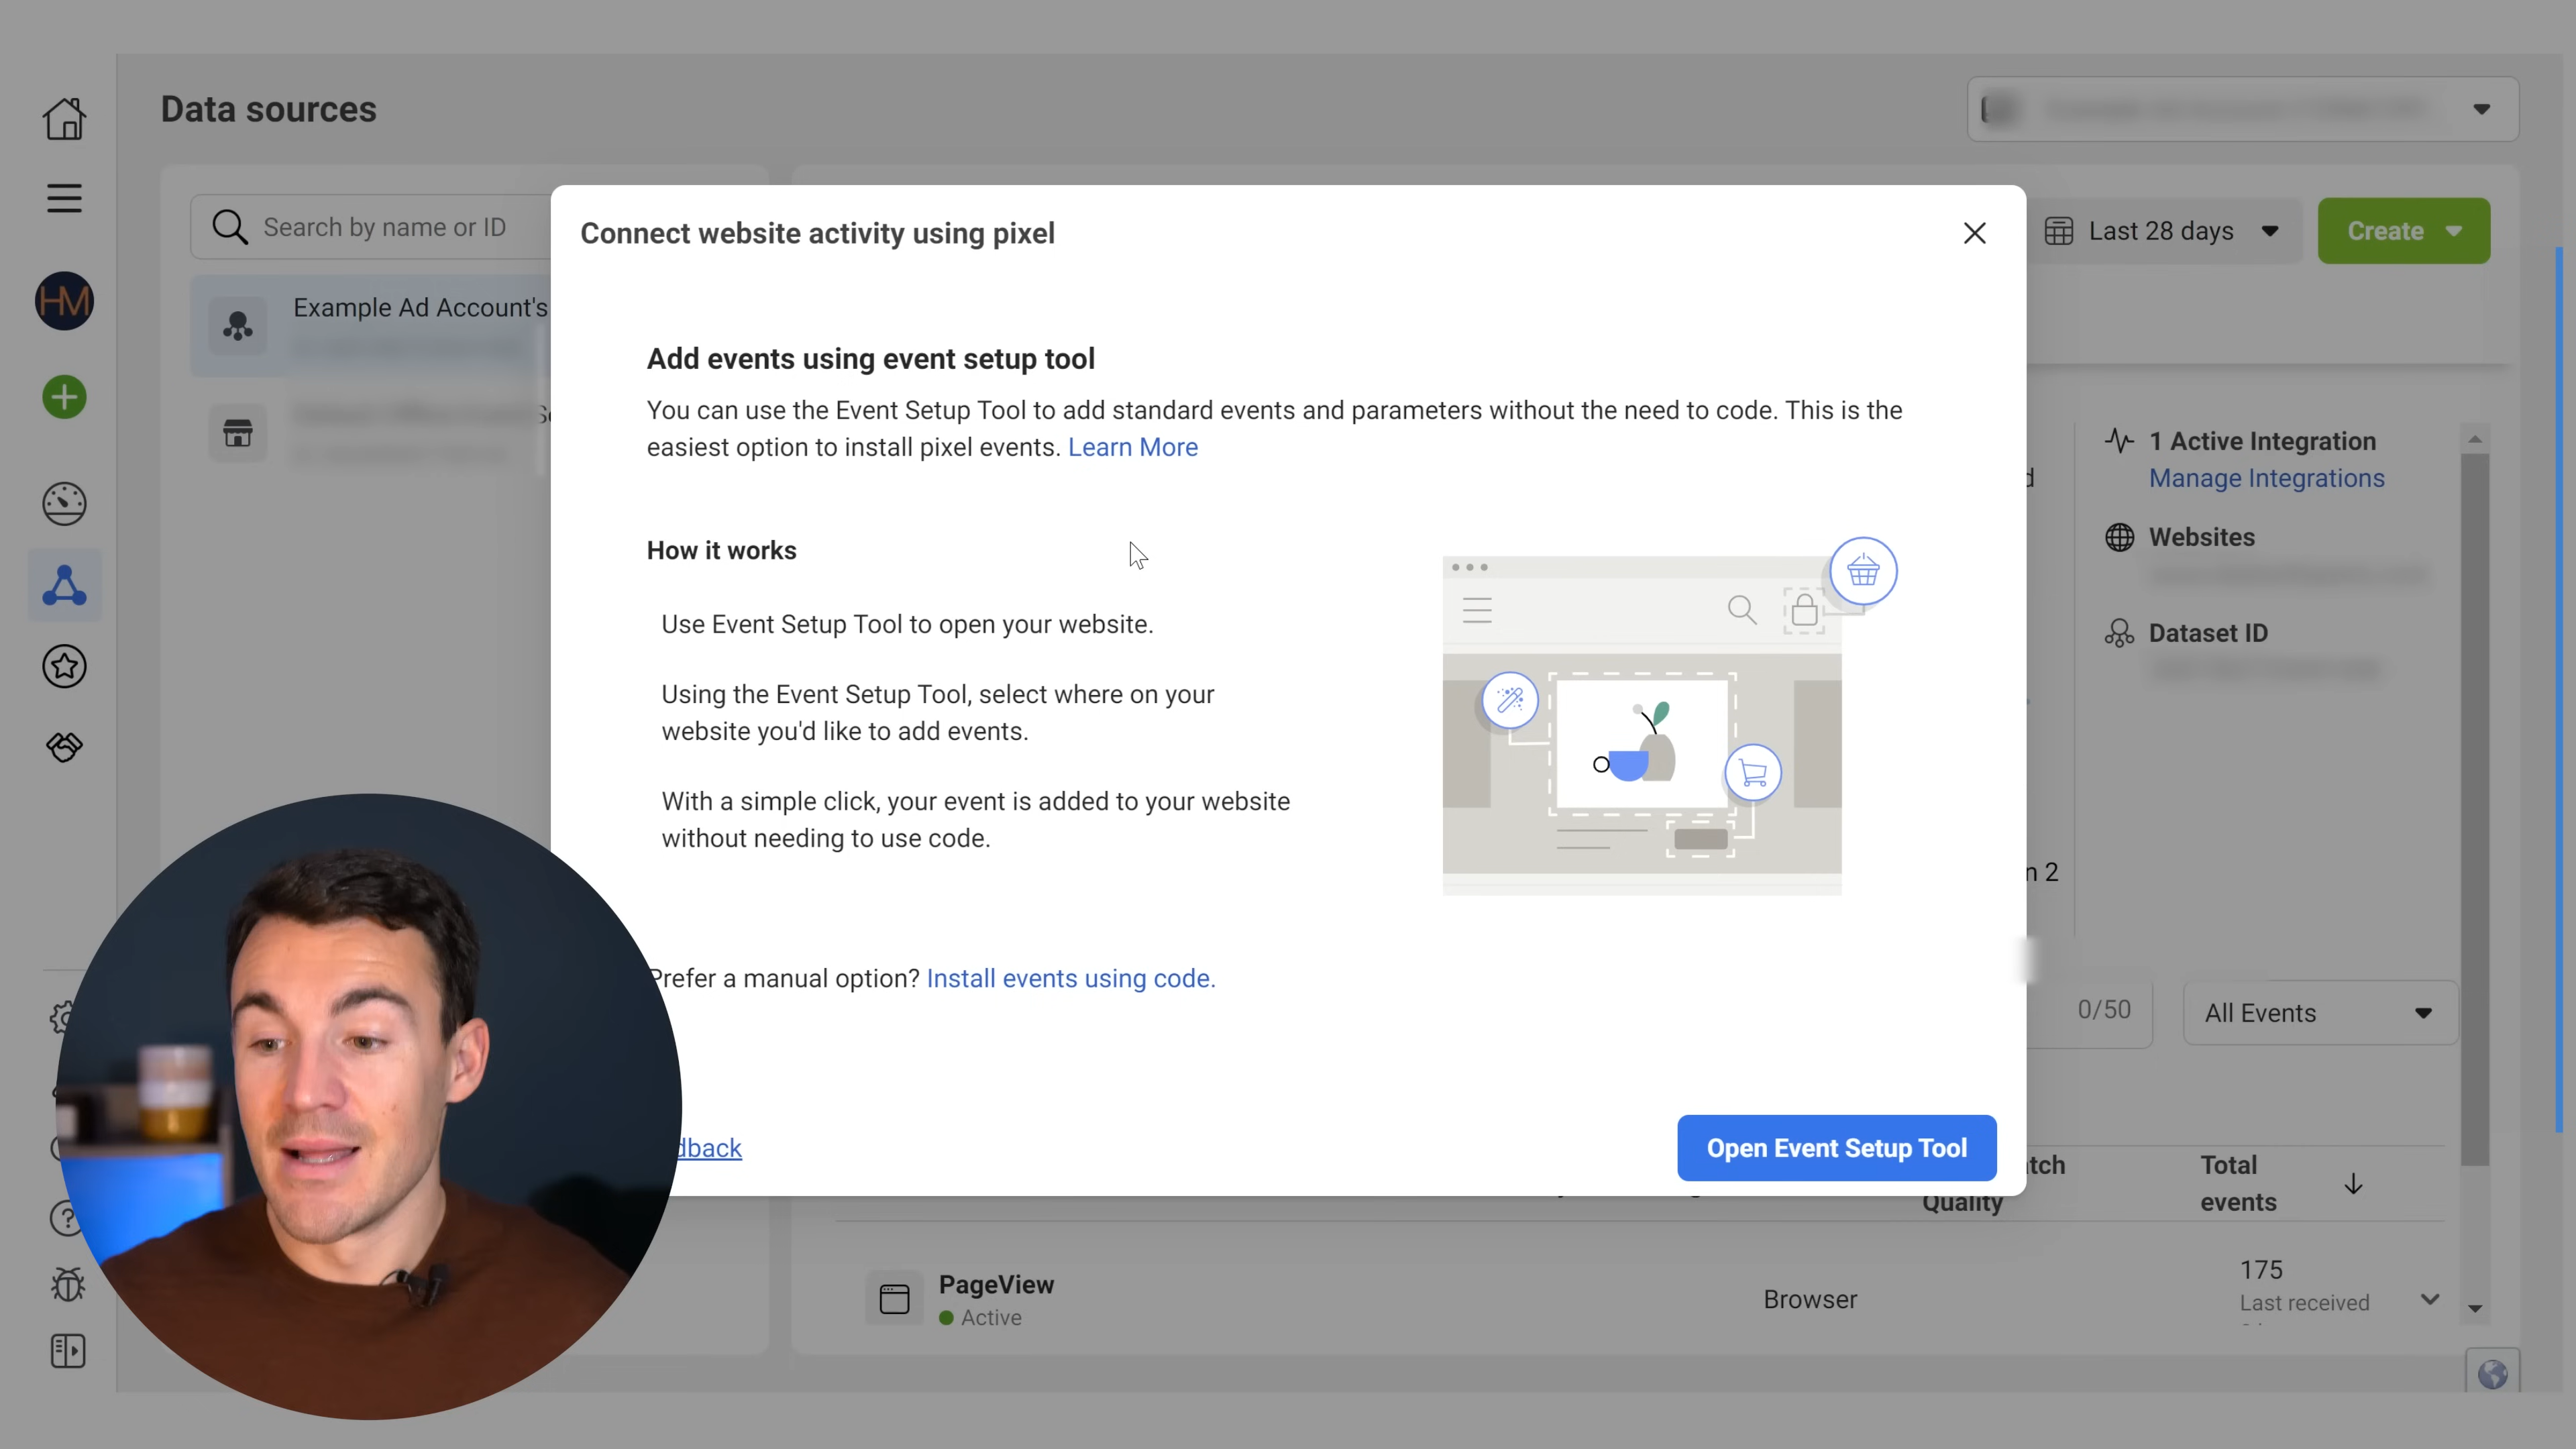 Data sources
HM
Search by name or ID
Last 28 days
Create
Example Ad Account's
Connect website activity using pixel
Add events using event setup tool
You can use the Event Setup Tool to add standard events and parameters without the need to code. This is the
easiest option to install pixel events. Learn More
How it works
Use Event Setup Tool to open your website.
Using the Event Setup Tool, select where on your
website you'd like to add events.
With a simple click, your event is added to your website
without needing to use code.
Prefer a manual option? Install events using code.
dback
Open Event Setup Tool
1 Active Integration
Manage Integrations
Websites
Dataset ID
n 2
0/50
All Events
tch
Quality
Total
events
PageView
Active
Browser
175
Last received